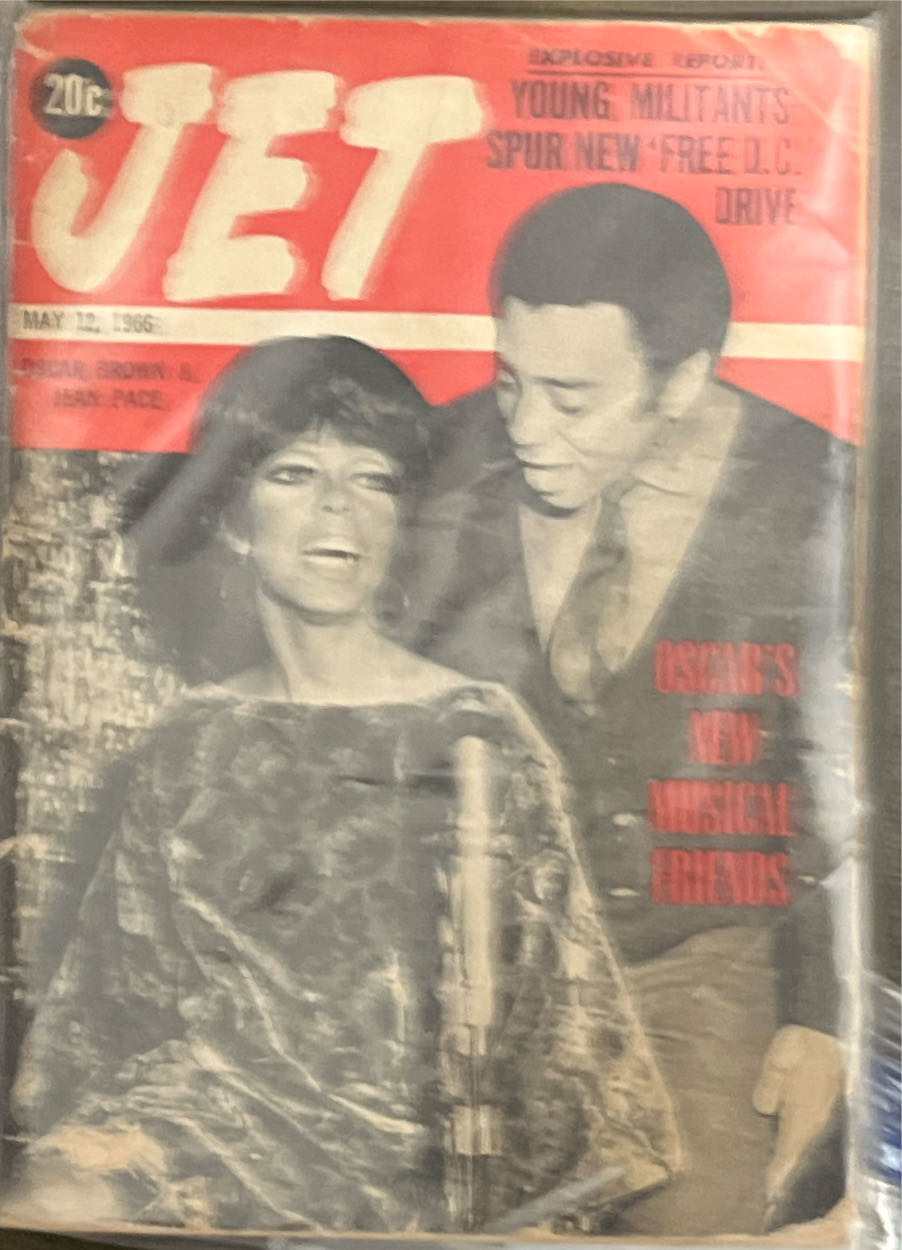 20c
JET
EXPLOSIVE REPORT:
YOUNG MILITANTS
SPUR NEW 'FREE D.C.'
DRIVE
MAY 12, 1966
OSCAR BROWN &
JEAN PACE
OSCAR'S
NEW
MUSICAL
FRIENDS